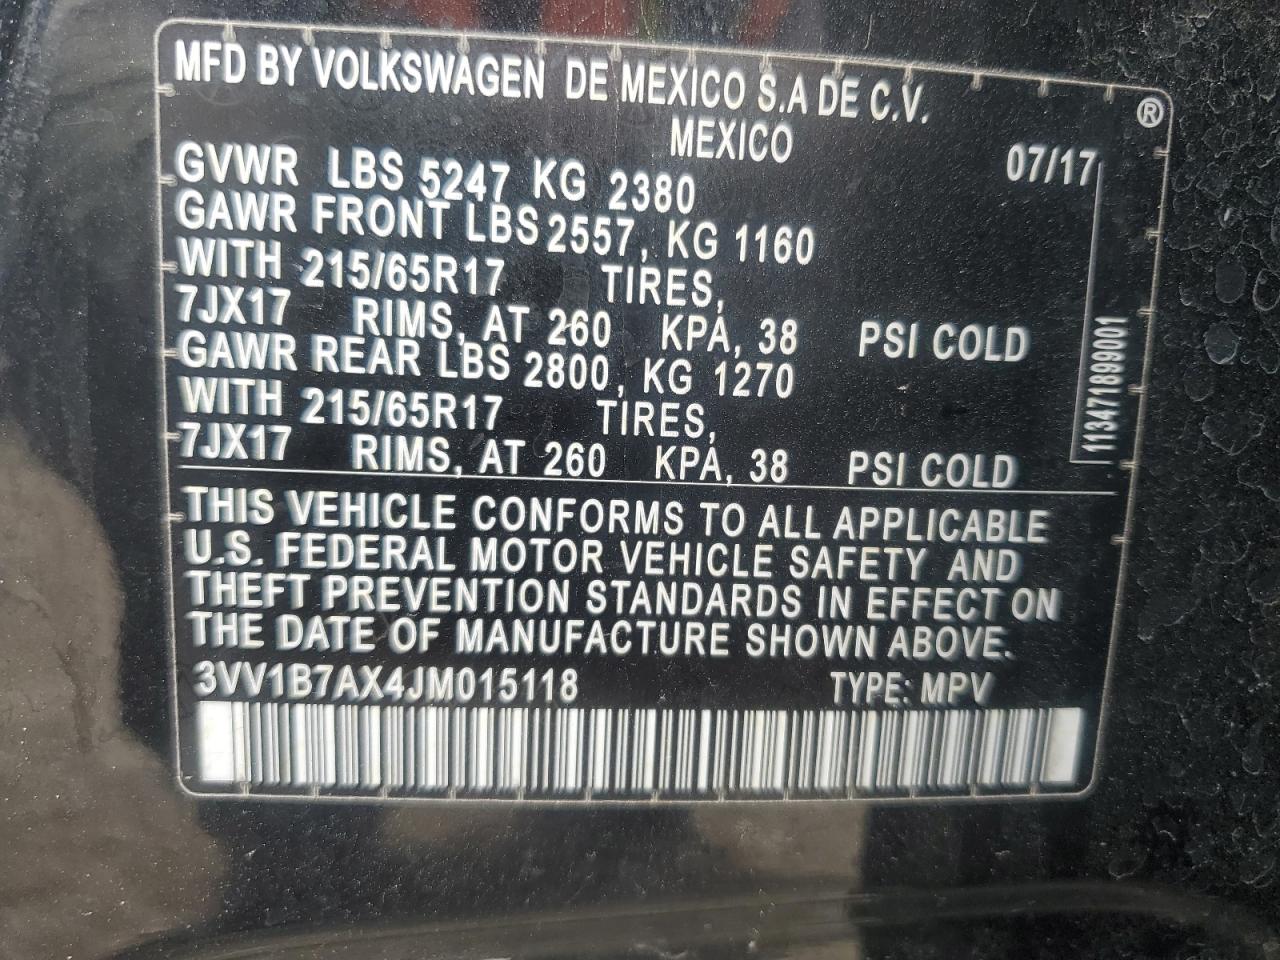 MFD BY VOLKSWAGEN DE MEXICO S.A DE C.V.
MEXICO
®
07/17
GVWR LBS 5247 KG 2380
GAWR FRONT LBS 2557, KG 1160
WITH 215/65R17 TIRES,
7JX17 RIMS, AT 260 KPA, 38 PSI COLD
GAWR REAR LBS 2800, KG 1270
WITH 215/65R17 TIRES,
7JX17 RIMS, AT 260 KPA, 38 PSI COLD
113471899001
THIS VEHICLE CONFORMS TO ALL APPLICABLE
U.S. FEDERAL MOTOR VEHICLE SAFETY AND
THEFT PREVENTION STANDARDS IN EFFECT ON
THE DATE OF MANUFACTURE SHOWN ABOVE.
3VV1B7AX4JM015118 TYPE: MPV